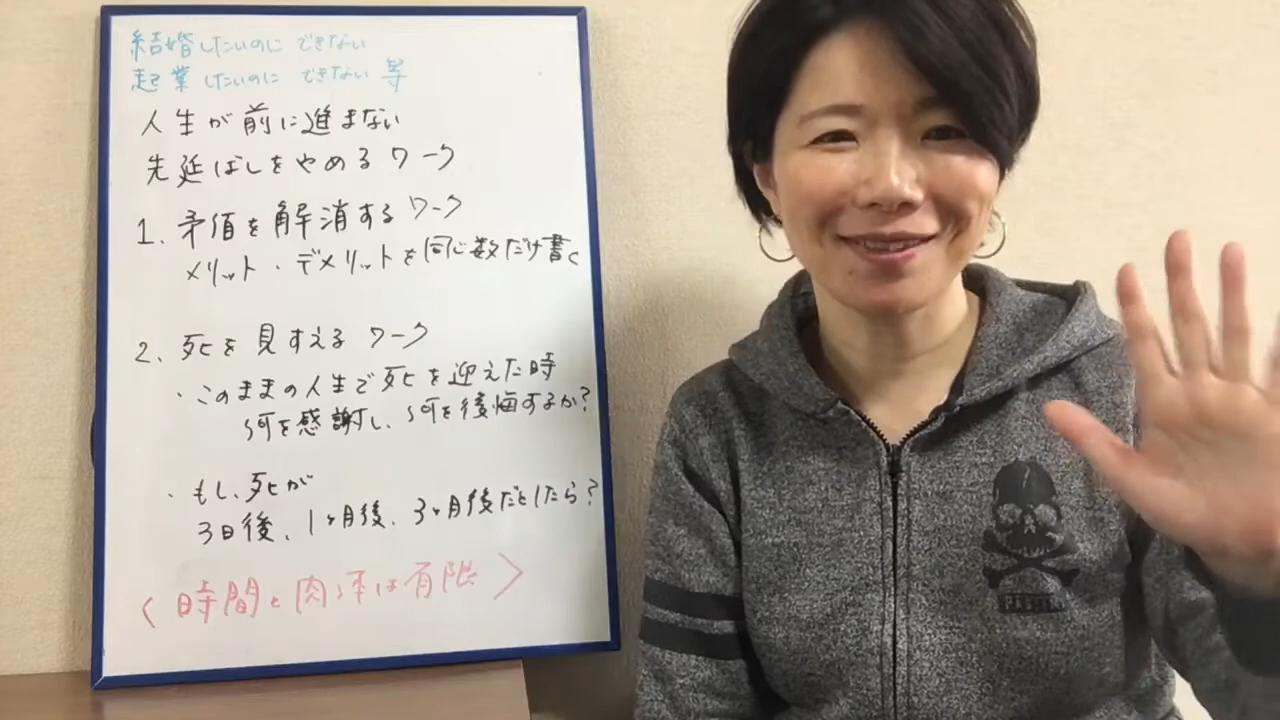 結婚したいのに できない
起業したいのに できない 等
人生が前に進まない
先延ばしをやめるワーク
1. 矛盾を解消するワーク
メリット・デメリットを同じ数だけ書く
2. 死を見すえるワーク
・このままの人生で死を迎えた時
何を感謝し、何を後悔するか?
・もし、死が
3日後、1ヶ月後、3ヶ月後だとしたら?
〈時間と肉体は有限〉